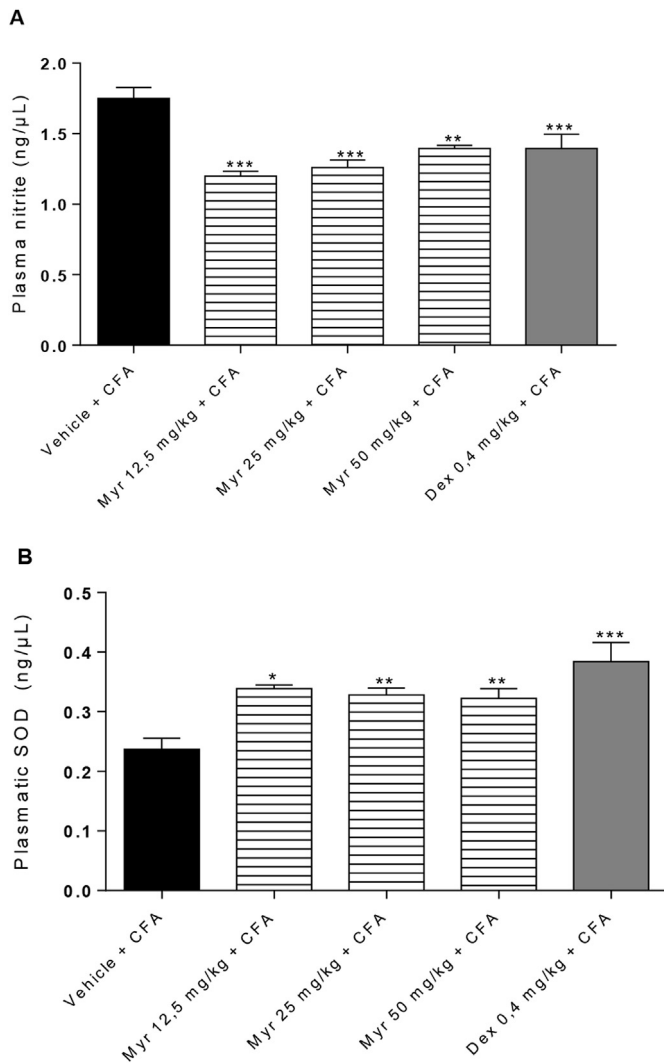 A
Plasma nitrite (ng/µL)
2.0
1.5
1.0
0.5
0.0
***
***
**
***
Vehicle + CFA
Myr 12,5 mg/kg + CFA
Myr 25 mg/kg + CFA
Myr 50 mg/kg + CFA
Dex 0,4 mg/kg + CFA
B
Plasmatic SOD (ng/µL)
0.5
0.4
0.3
0.2
0.1
0.0
*
**
**
***
Vehicle + CFA
Myr 12,5 mg/kg + CFA
Myr 25 mg/kg + CFA
Myr 50 mg/kg + CFA
Dex 0,4 mg/kg + CFA